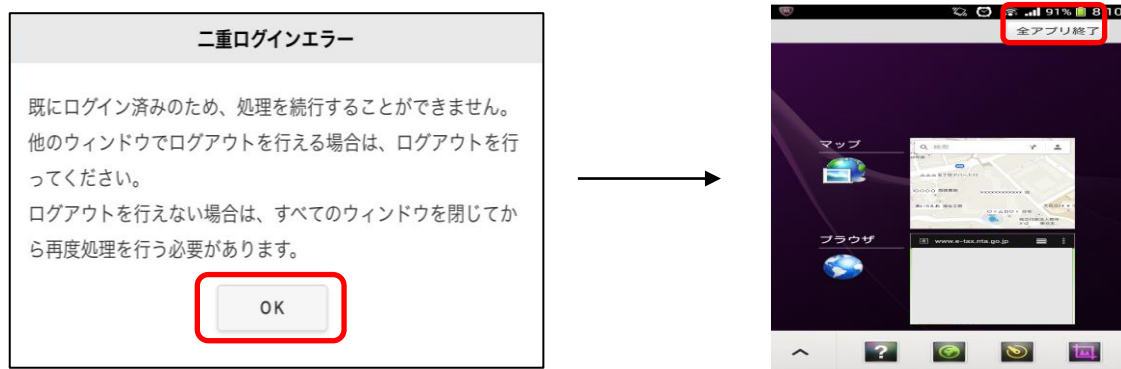 二重ログインエラー
既にログイン済みのため、処理を続行することができません。
他のウィンドウでログアウトを行える場合は、ログアウトを行
ってください。
ログアウトを行えない場合は、すべてのウィンドウを閉じてか
ら再度処理を行う必要があります。
OK
91% 8:10
全アプリ終了
マップ
検索
ブラウザ
www.e-tax.nta.go.jp
?